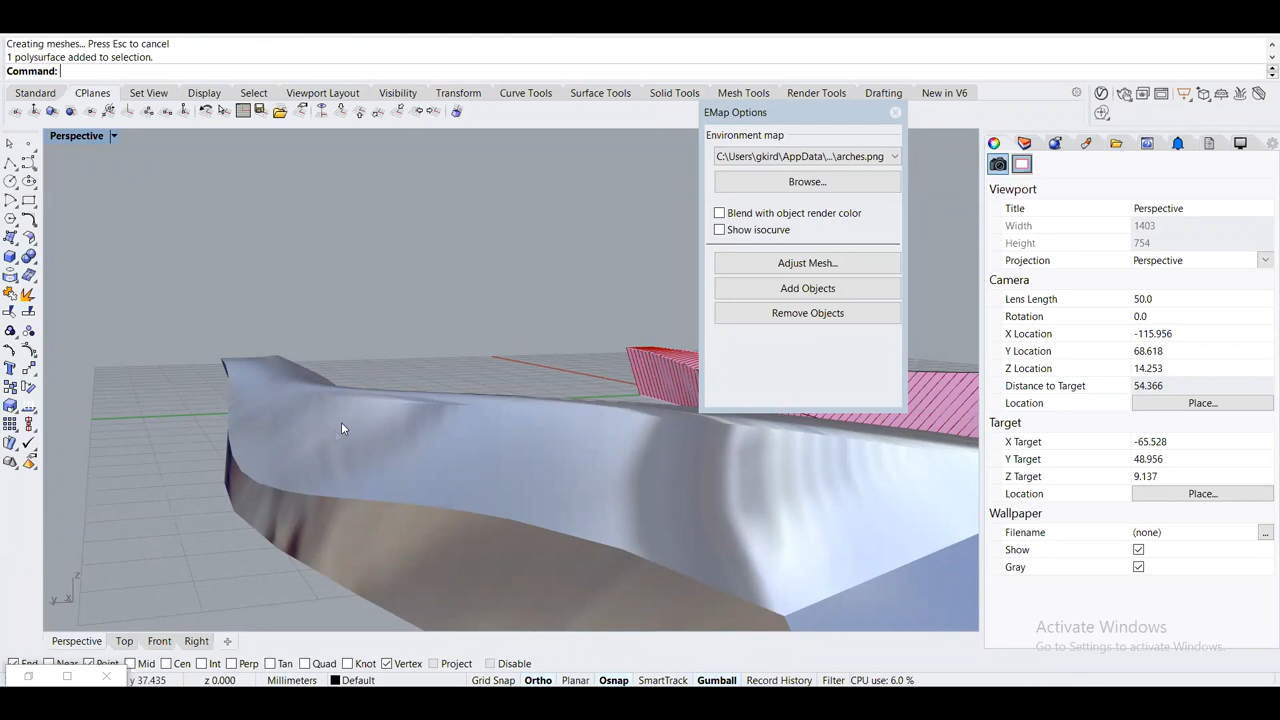 Creating meshes... Press Esc to cancel
1 polysurface added to selection.
Command:
Standard CPlanes Set View Display Select Viewport Layout Visibility Transform Curve Tools Surface Tools Solid Tools Mesh Tools Render Tools Drafting New in V6
Perspective
EMap Options
Environment map
C:\Users\gkird\AppData\...\arches.png
Browse...
Blend with object render color
Show isocurve
Adjust Mesh...
Add Objects
Remove Objects
Viewport
Title Perspective
Width 1403
Height 754
Projection Perspective
Camera
Lens Length 50.0
Rotation 0.0
X Location -115.956
Y Location 68.618
Z Location 14.253
Distance to Target 54.366
Location Place...
Target
X Target -65.528
Y Target 48.956
Z Target 9.137
Location Place...
Wallpaper
Filename (none) ...
Show
Gray
z
y x
Activate Windows
Go to Settings to activate Windows.
Perspective Top Front Right
End Near Point Mid Cen Int Perp Tan Quad Knot Vertex Project Disable
y 37.435 z 0.000 Millimeters Default Grid Snap Ortho Planar Osnap SmartTrack Gumball Record History Filter CPU use: 6.0 %